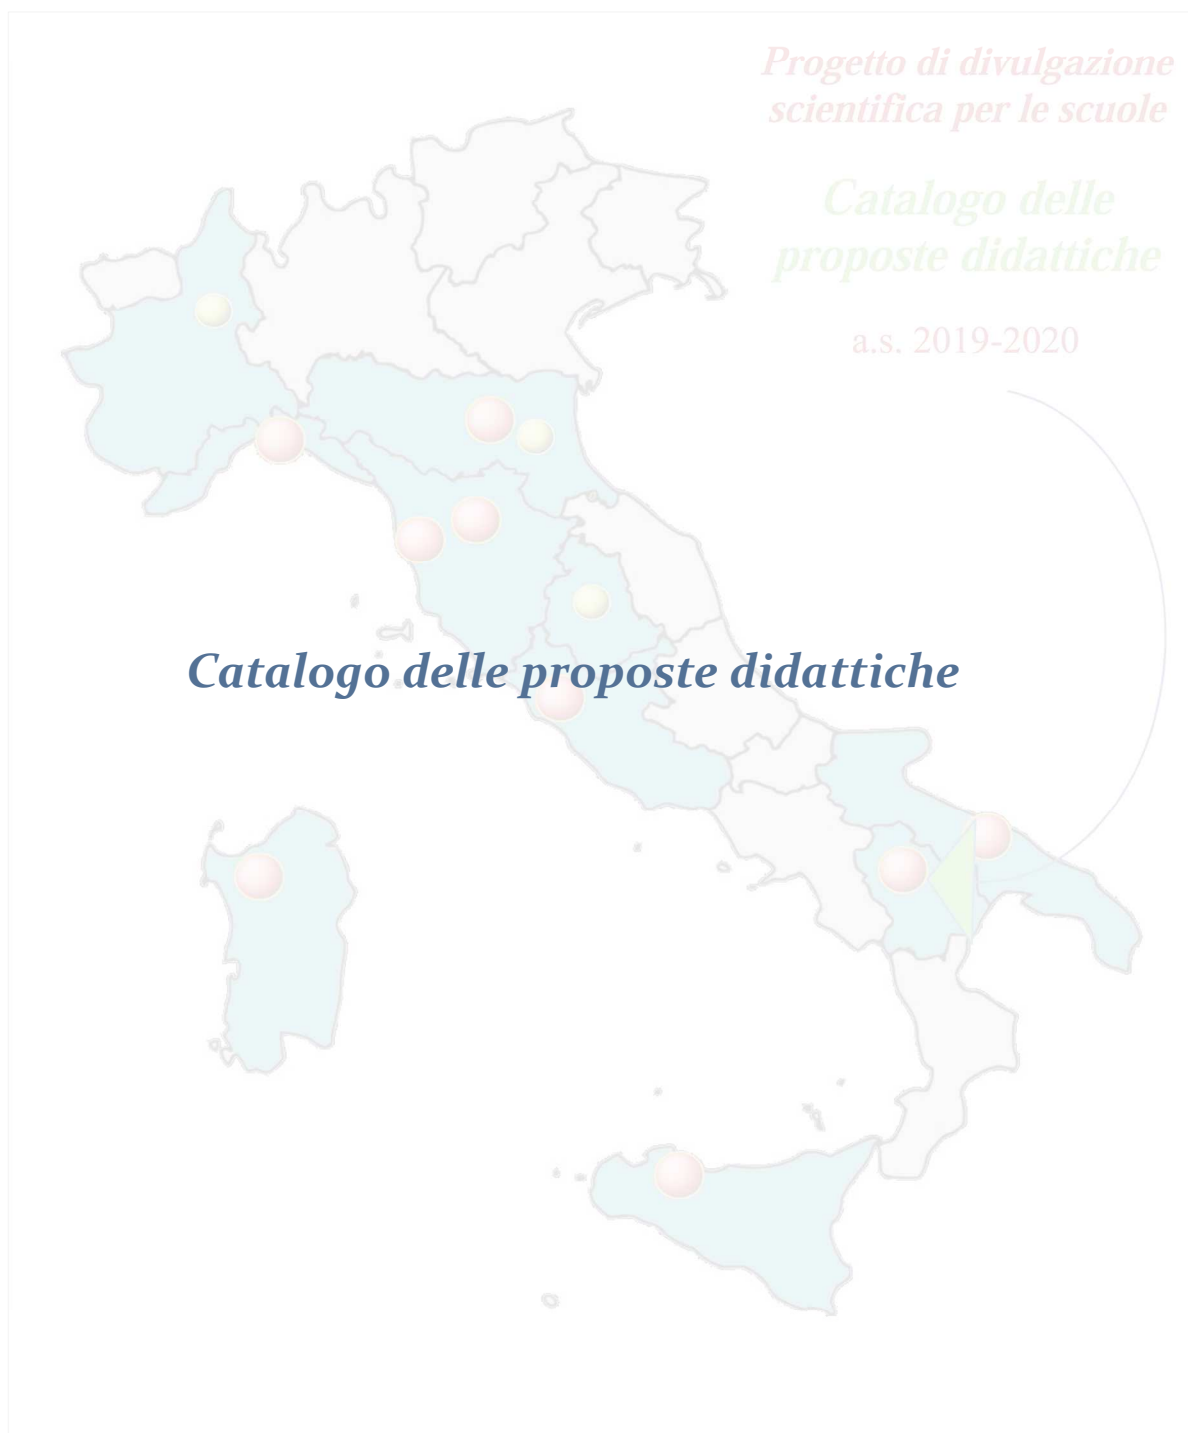 Progetto di divulgazione
scientifica per le scuole
Catalogo delle
proposte didattiche
a.s. 2019-2020
Catalogo delle proposte didattiche